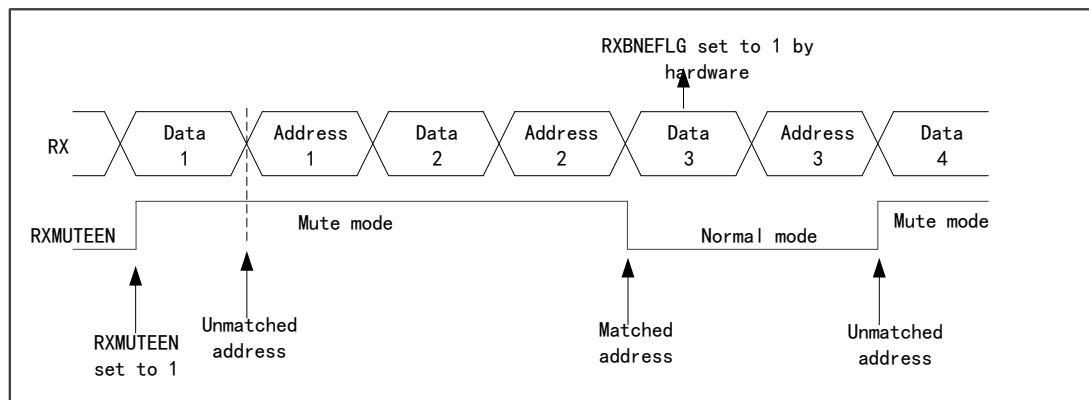 RXBNEFLG set to 1 by
hardware
RX
Data
1
Address
1
Data
2
Address
2
Data
3
Address
3
Data
4
RXMUTEEN
Mute mode
Normal mode
Mute mode
RXMUTEEN
set to 1
Unmatched
address
Matched
address
Unmatched
address